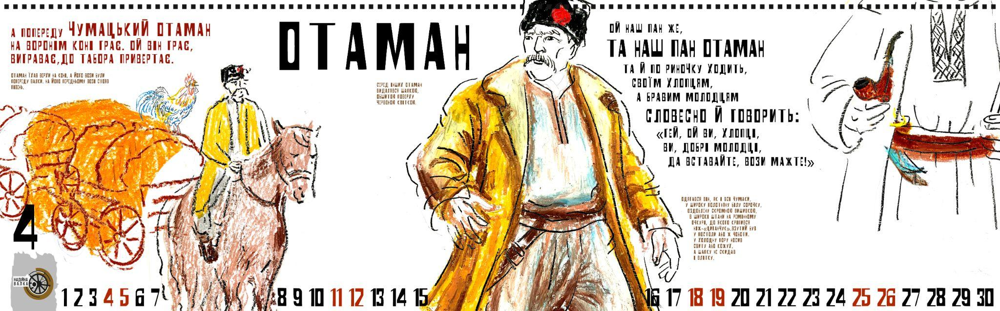 А ПОПЕРЕДУ ЧУМАЦЬКИЙ ОТАМАН
НА ВОРОНІМ КОНІ ГРАЄ. ОЙ ВІН ГРАЄ,
ВИГРАВАЄ, ДО ТАБОРА ПРИВЕРТАЄ.
ОТАМАН ЇХАВ ВЕРХИ НА КОНІ, А ЙОГО ВОЗИ БУЛИ
ПОПЕРЕДУ ВАЛКИ. НА ЙОГО ПЕРЕДНЬОМУ ВОЗІ СТОЯВ
ПІВЕНЬ.
ОТАМАН
СЕРЕД ІНШИХ ОТАМАН
ВИДІЛЯВСЯ ШАПКОЮ,
ОБШИТОЮ ПОВЕРХУ
ЧЕРВОНОЮ КВІТКОЮ.
ОЙ НАШ ПАН ЖЕ,
ТА НАШ ПАН ОТАМАН
ТА Й ПО РИНОЧКУ ХОДИТЬ,
СВОЇМ ХЛОПЦЯМ,
А БРАВИМ МОЛОДЦЯМ
СЛОВЕСНО Й ГОВОРИТЬ:
«ГЕЙ, ОЙ ВИ, ХЛОПЦІ,
ВИ, ДОБРІ МОЛОДЦІ,
ДА ВСТАВАЙТЕ, ВОЗИ МАЖТЕ!»
ОДЯГАВСЯ ВІН, ЯК І ВСІ ЧУМАКИ,
У ШИРОКУ ПОЛОТНЯНУ БІЛУ СОРОЧКУ,
ОЗДОБЛЕНУ СКРОМНОЮ ВИШИВКОЮ,
В ШИРОКІ ШТАНИ НА РЕМІННОМУ
ОЧКУРІ, ДО ЯКОГО КРІПИВСЯ
НІЖ-«ЦИГАНЧУК». ВЗУТИЙ БУВ
У ПОСТОЛИ АБО Ж ЧОБОТИ.
У ХОЛОДНУ ПОРУ НОСИВ
СВИТУ АБО КОЖУХ,
А ШАПКУ НЕ СКИДАВ
І ВЛІТКУ.
4
НАДІЙНА
ВАЛКА
1 2 3 4 5 6 7 8 9 10 11 12 13 14 15 16 17 18 19 20 21 22 23 24 25 26 27 28 29 30